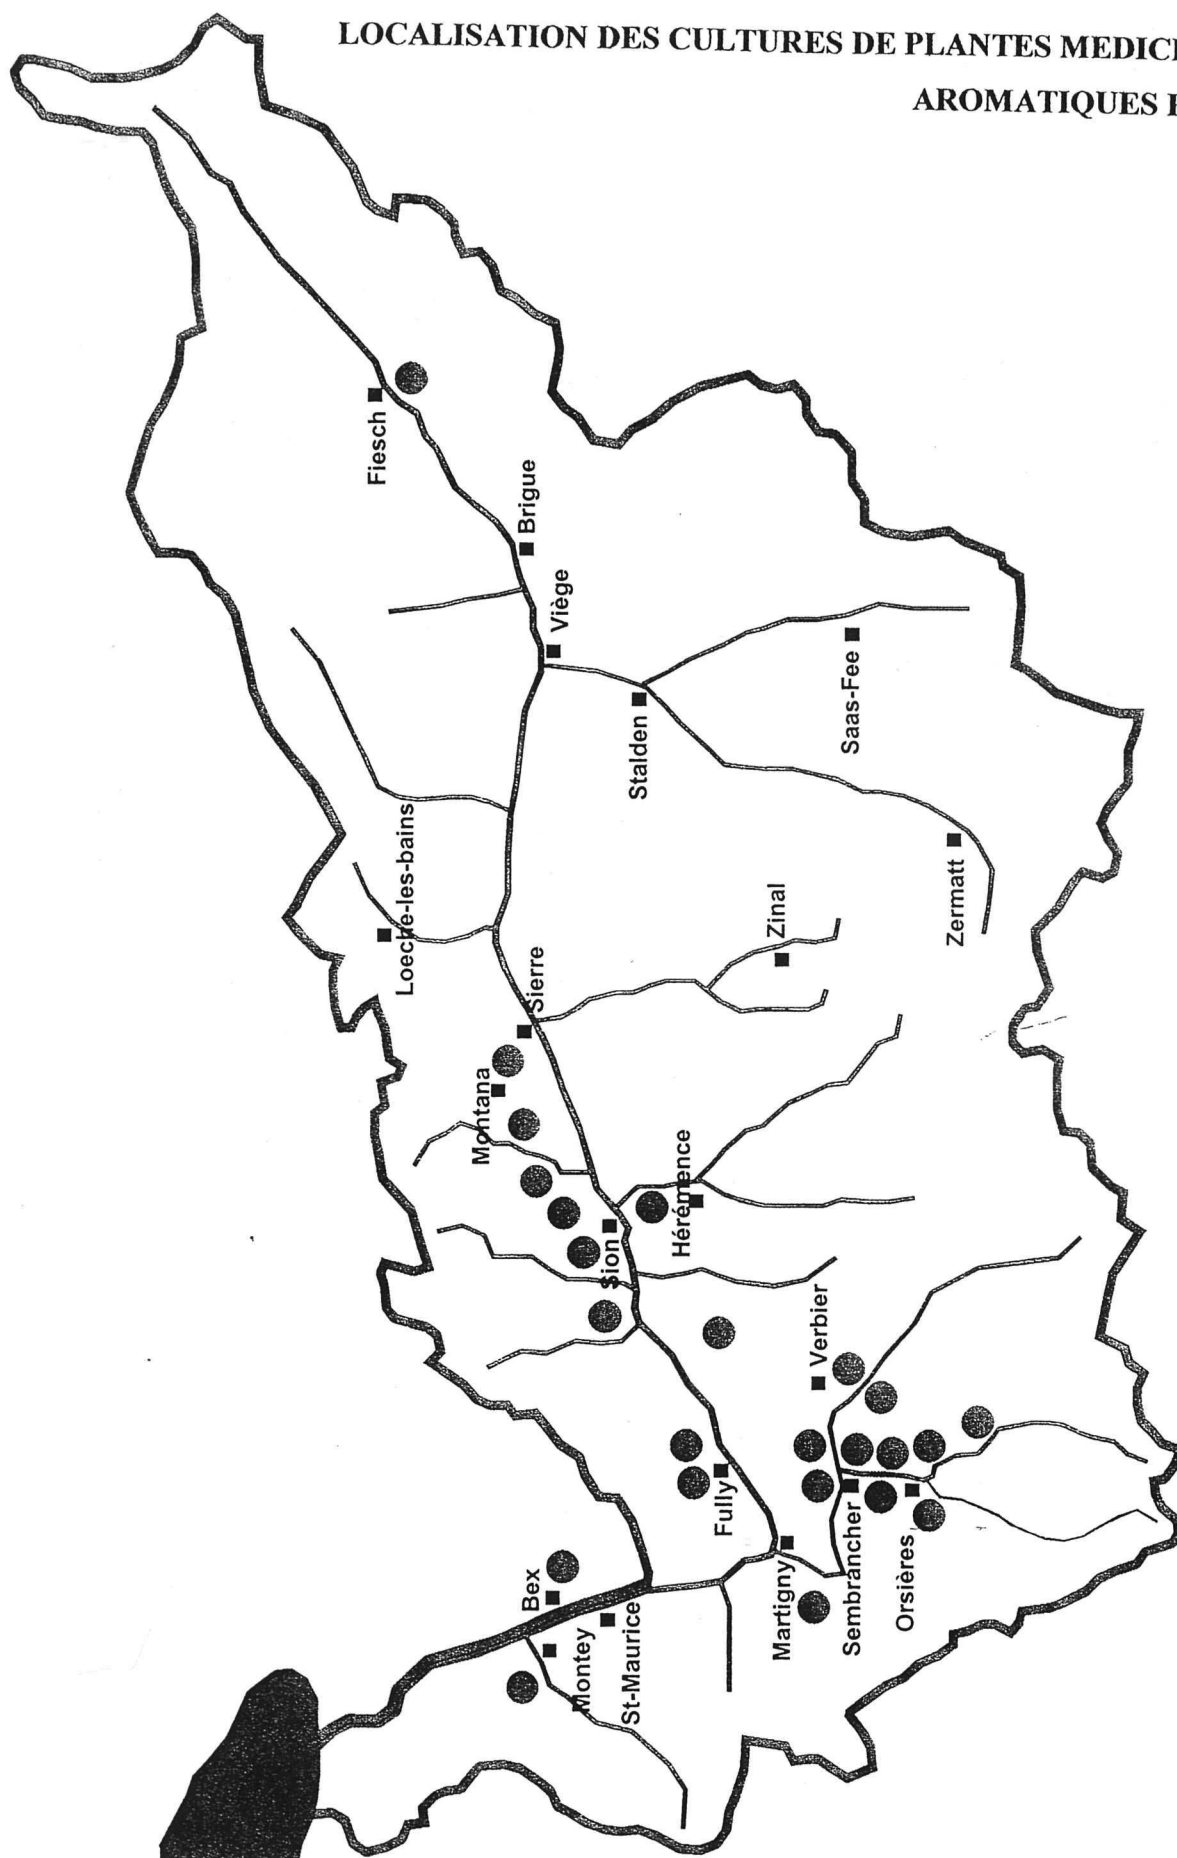 LOCALISATION DES CULTURES DE PLANTES MEDICI
AROMATIQUES
Fiesch
Brigue
Viège
Stalden
Saas-Fee
Zermatt
Loeche-les-bains
Sierre
Zinal
Montana
Sion
Hérémence
Verbier
Fully
Martigny
Sembrancher
Orsières
Bex
Montey
St-Maurice